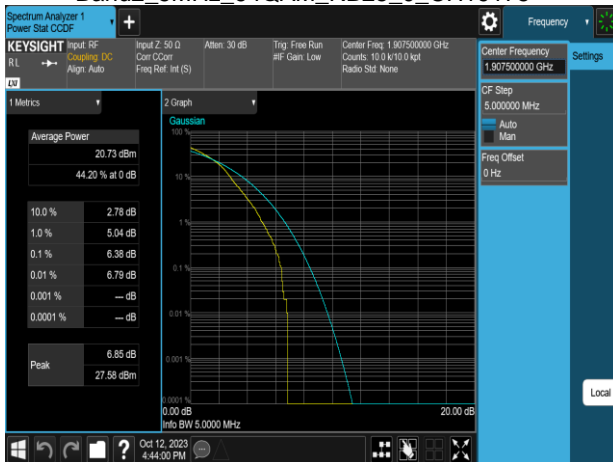 Spectrum Analyzer 1
Power Stat CCDF
Frequency
KEYSIGHT
RL
Input: RF
Coupling: DC
Align: Auto
Input Z: 50 Ω
Corr CCorr
Freq Ref: Int (S)
Atten: 30 dB
Trig: Free Run
#IF Gain: Low
Center Freq: 1.907500000 GHz
Counts: 10.0 k/10.0 kpt
Radio Std: None
LXI
1 Metrics
Average Power
20.73 dBm
44.20 % at 0 dB
10.0 % 2.78 dB
1.0 % 5.04 dB
0.1 % 6.38 dB
0.01 % 6.79 dB
0.001 % --- dB
0.0001 % --- dB
Peak
6.85 dB
27.58 dBm
2 Graph
Gaussian
100 %
10 %
1 %
0.1 %
0.01 %
0.001 %
0.0001 %
0.00 dB
20.00 dB
Info BW 5.0000 MHz
Center Frequency
1.907500000 GHz
Settings
CF Step
5.000000 MHz
Auto
Man
Freq Offset
0 Hz
Local
Oct 12, 2023
4:44:00 PM